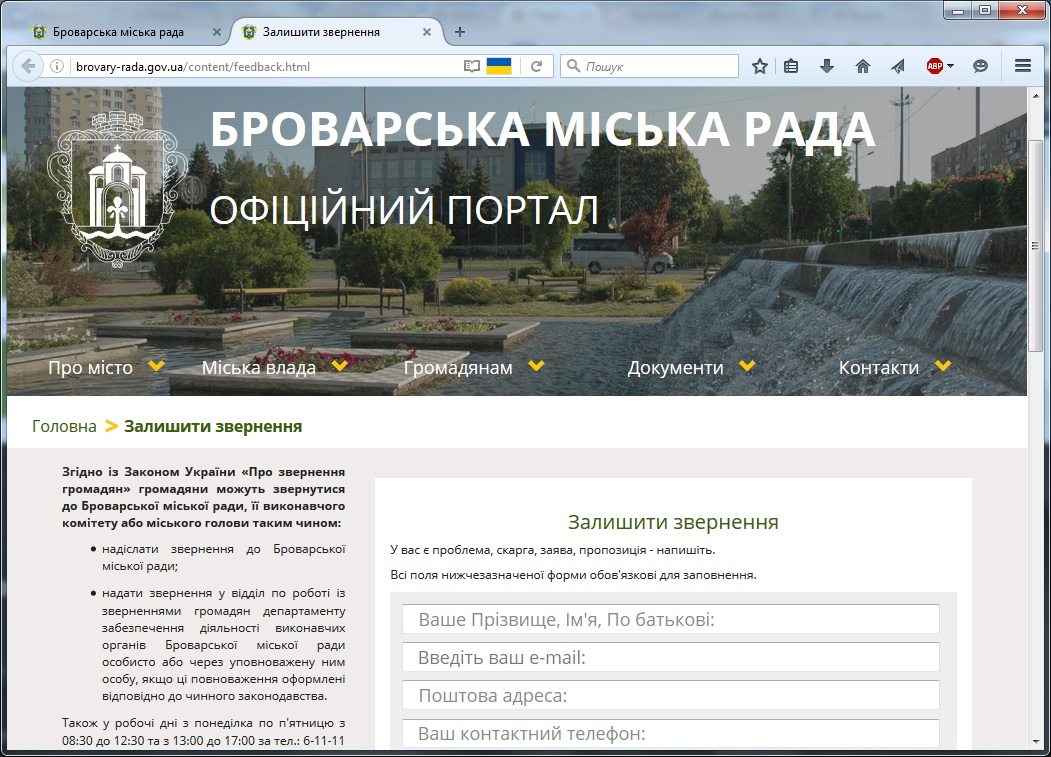 Броварська міська рада
Залишити звернення
brovary-rada.gov.ua/content/feedback.html
Пошук
ABP
БРОВАРСЬКА МІСЬКА РАДА
ОФІЦІЙНИЙ ПОРТАЛ
Про місто
Міська влада
Громадянам
Документи
Контакти
Головна > Залишити звернення
Згідно із Законом України «Про звернення
громадян» громадяни можуть звернутися
до Броварської міської ради, її виконавчого
комітету або міського голови таким чином:
• надіслати звернення до Броварської
міської ради;
• надати звернення у відділ по роботі із
зверненнями громадян департаменту
забезпечення діяльності виконавчих
органів Броварської міської ради
особисто або через уповноважену ним
особу, якщо ці повноваження оформлені
відповідно до чинного законодавства.
Також у робочі дні з понеділка по п'ятницю з
08:30 до 12:30 та з 13:00 до 17:00 за тел.: 6-11-11
Залишити звернення
У вас є проблема, скарга, заява, пропозиція - напишіть.
Всі поля нижчезазначеної форми обов'язкові для заповнення.
Ваше Прізвище, Ім'я, По батькові:
Введіть ваш e-mail:
Поштова адреса:
Ваш контактний телефон: